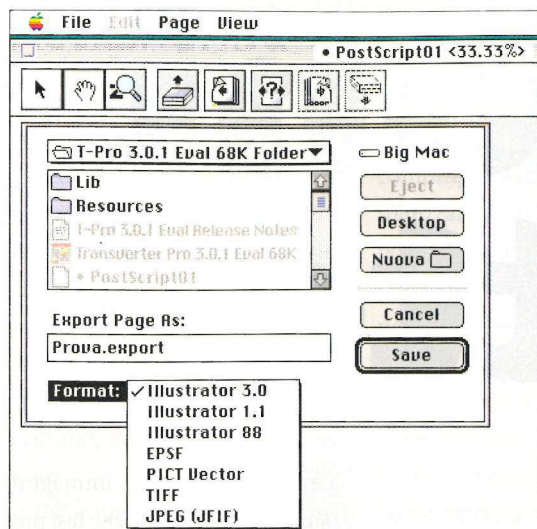 File Edit Page View
• PostScript01 <33.33%>
T-Pro 3.0.1 Eval 68K Folder
Big Mac
Lib
Resources
T-Pro 3.0.1 Eval Release Notes
Transverter Pro 3.0.1 Eval 68K
• PostScript01
Eject
Desktop
Nuova
Export Page As:
Prova.export
Cancel
Save
Format:
✓Illustrator 3.0
Illustrator 1.1
Illustrator 88
EPSF
PICT Vector
TIFF
JPEG (JFIF)